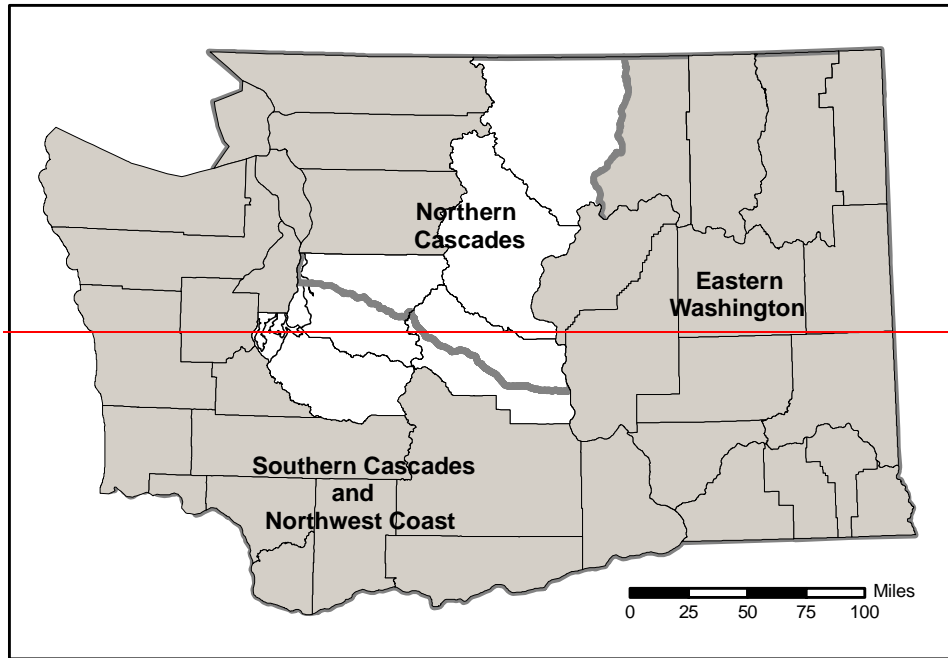 Northern
Cascades
Eastern
Washington
Southern Cascades
and
Northwest Coast
Miles
0 25 50 75 100